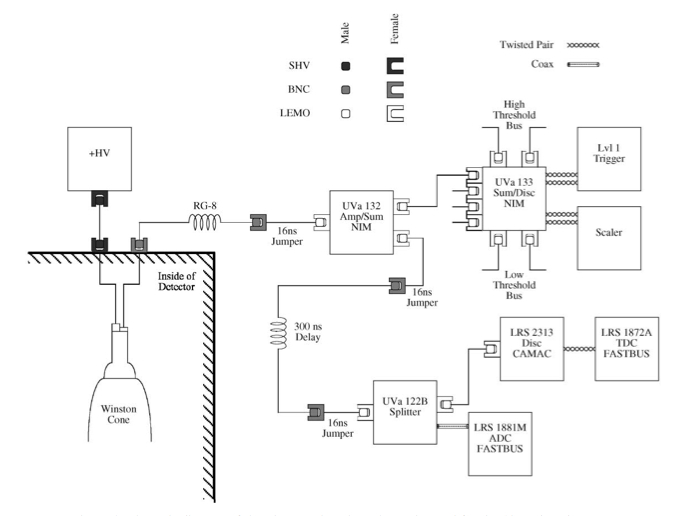 Male
Female
SHV
BNC
LEMO
Twisted Pair
Coax
High
Threshold
Bus
+HV
Lvl 1
Trigger
RG-8
UVa 132
Amp/Sum
NIM
UVa 133
Sum/Disc
NIM
16ns
Jumper
Scaler
Inside of
Detector
Low
Threshold
Bus
16ns
Jumper
300 ns
Delay
LRS 2313
Disc
CAMAC
LRS 1872A
TDC
FASTBUS
Winston
Cone
UVa 122B
Splitter
16ns
Jumper
LRS 1881M
ADC
FASTBUS